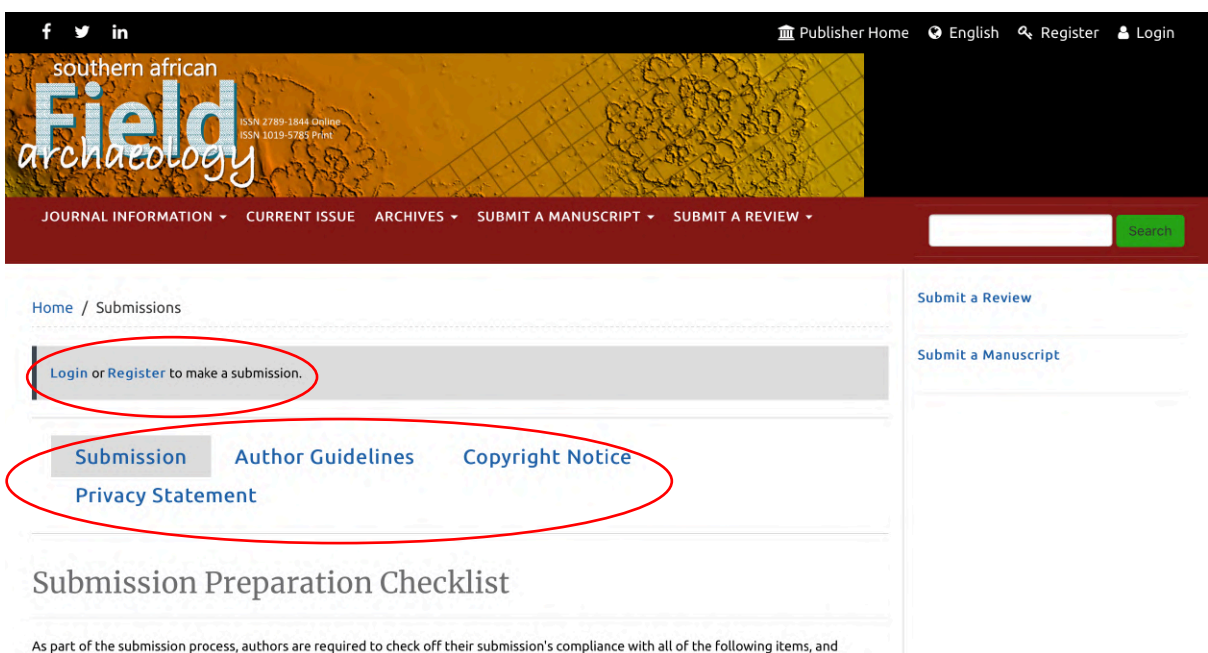 f in Publisher Home English Register Login
southern african
Field
ISSN 2789-1844 Online
ISSN 1019-5785 Print
archaeology
JOURNAL INFORMATION CURRENT ISSUE ARCHIVES SUBMIT A MANUSCRIPT SUBMIT A REVIEW
Search
Home / Submissions
Login or Register to make a submission.
Submission Author Guidelines Copyright Notice
Privacy Statement
Submission Preparation Checklist
As part of the submission process, authors are required to check off their submission's compliance with all of the following items, and
Submit a Review
Submit a Manuscript